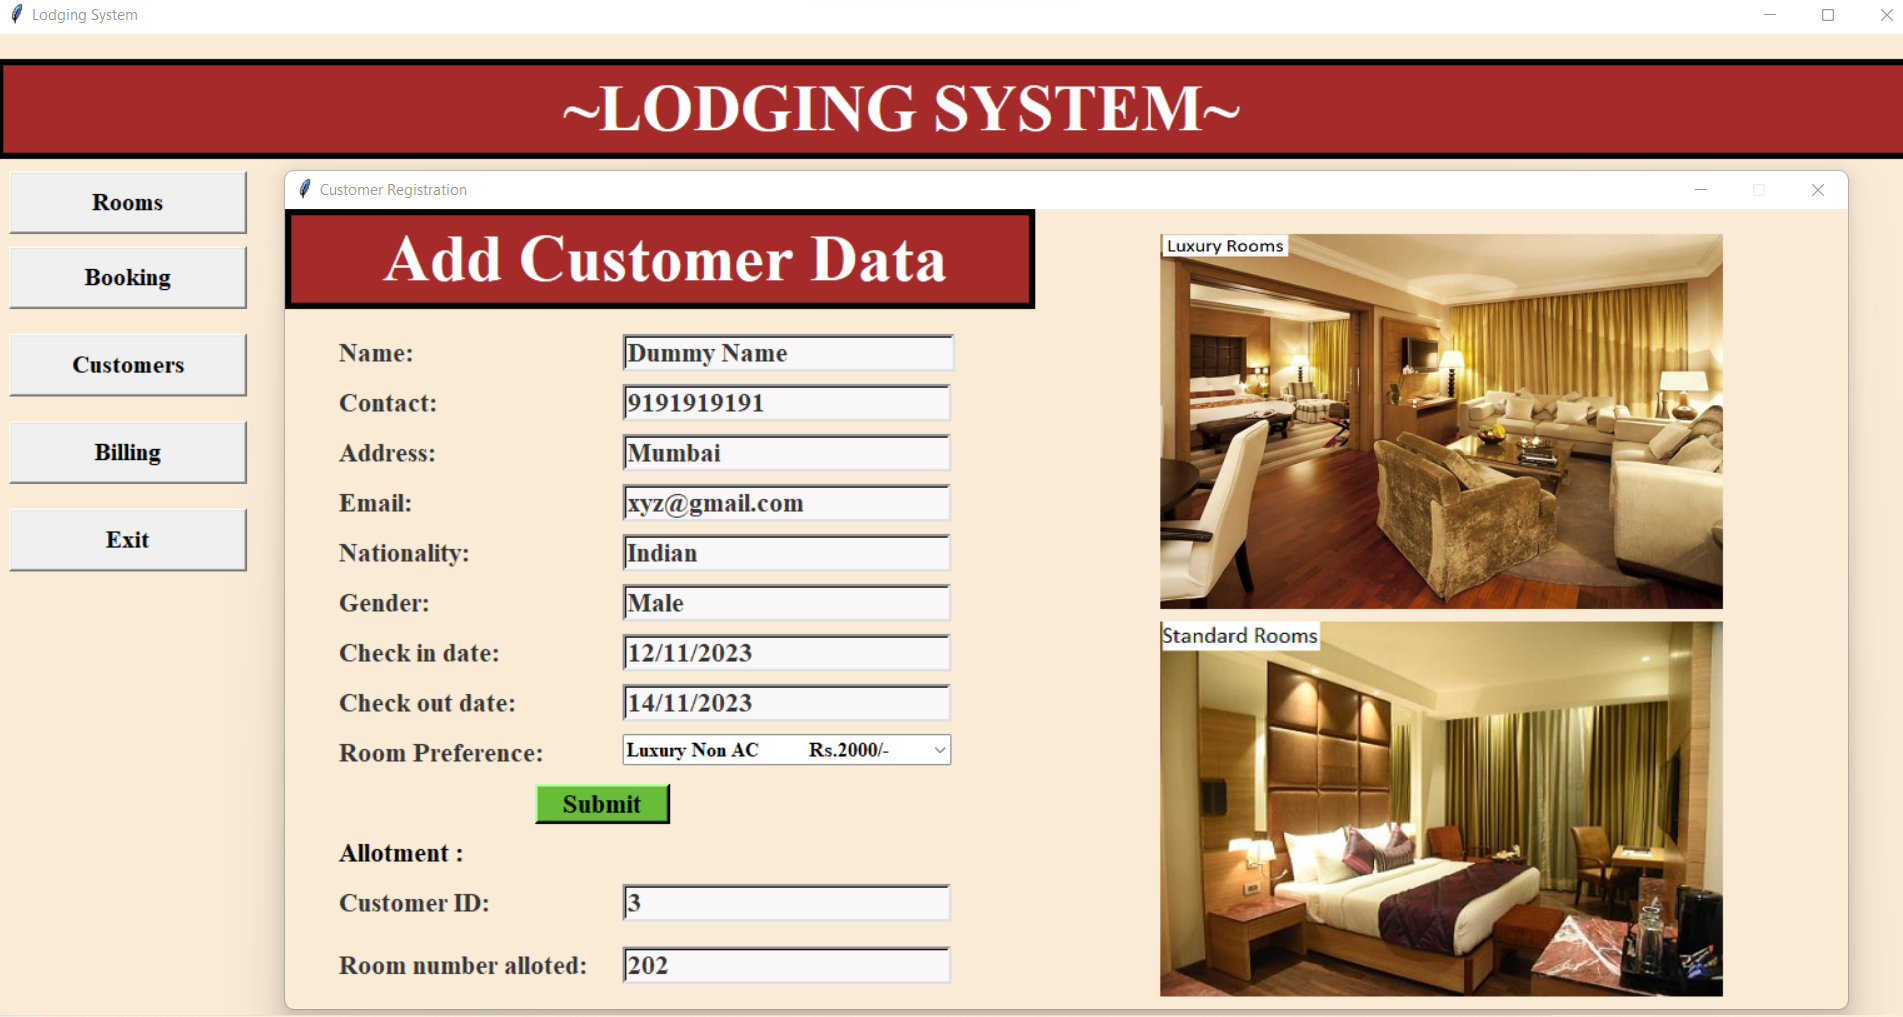 Lodging System
~LODGING SYSTEM~
Rooms
Booking
Customers
Billing
Exit
Customer Registration
Add Customer Data
Name: Dummy Name
Contact: 9191919191
Address: Mumbai
Email: xyz@gmail.com
Nationality: Indian
Gender: Male
Check in date: 12/11/2023
Check out date: 14/11/2023
Room Preference: Luxury Non AC Rs.2000/-
Submit
Allotment :
Customer ID: 3
Room number alloted: 202
Luxury Rooms
Standard Rooms